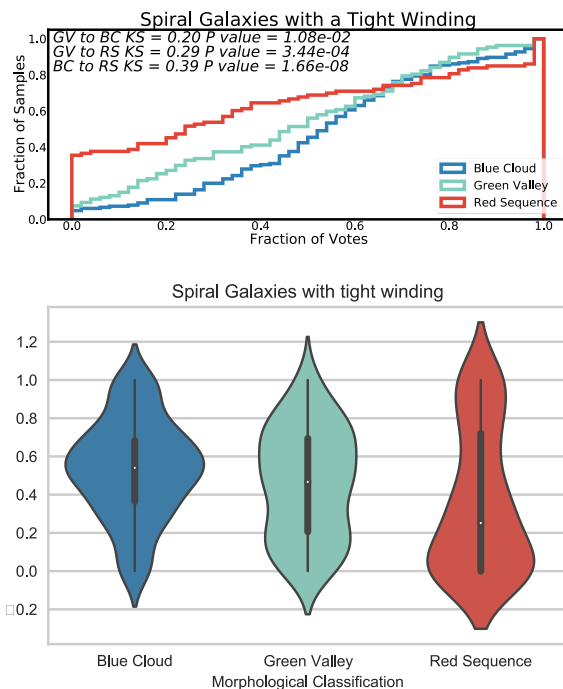 Spiral Galaxies with a Tight Winding
GV to BC KS = 0.20 P value = 1.08e-02
GV to RS KS = 0.29 P value = 3.44e-04
BC to RS KS = 0.39 P value = 1.66e-08
1.0
0.8
0.6
0.4
0.2
0.0
Fraction of Samples
Blue Cloud
Green Valley
Red Sequence
0.0 0.2 0.4 0.6 0.8 1.0
Fraction of Votes
Spiral Galaxies with tight winding
1.2
1.0
0.8
0.6
0.4
0.2
0.0
□0.2
Blue Cloud Green Valley Red Sequence
Morphological Classification